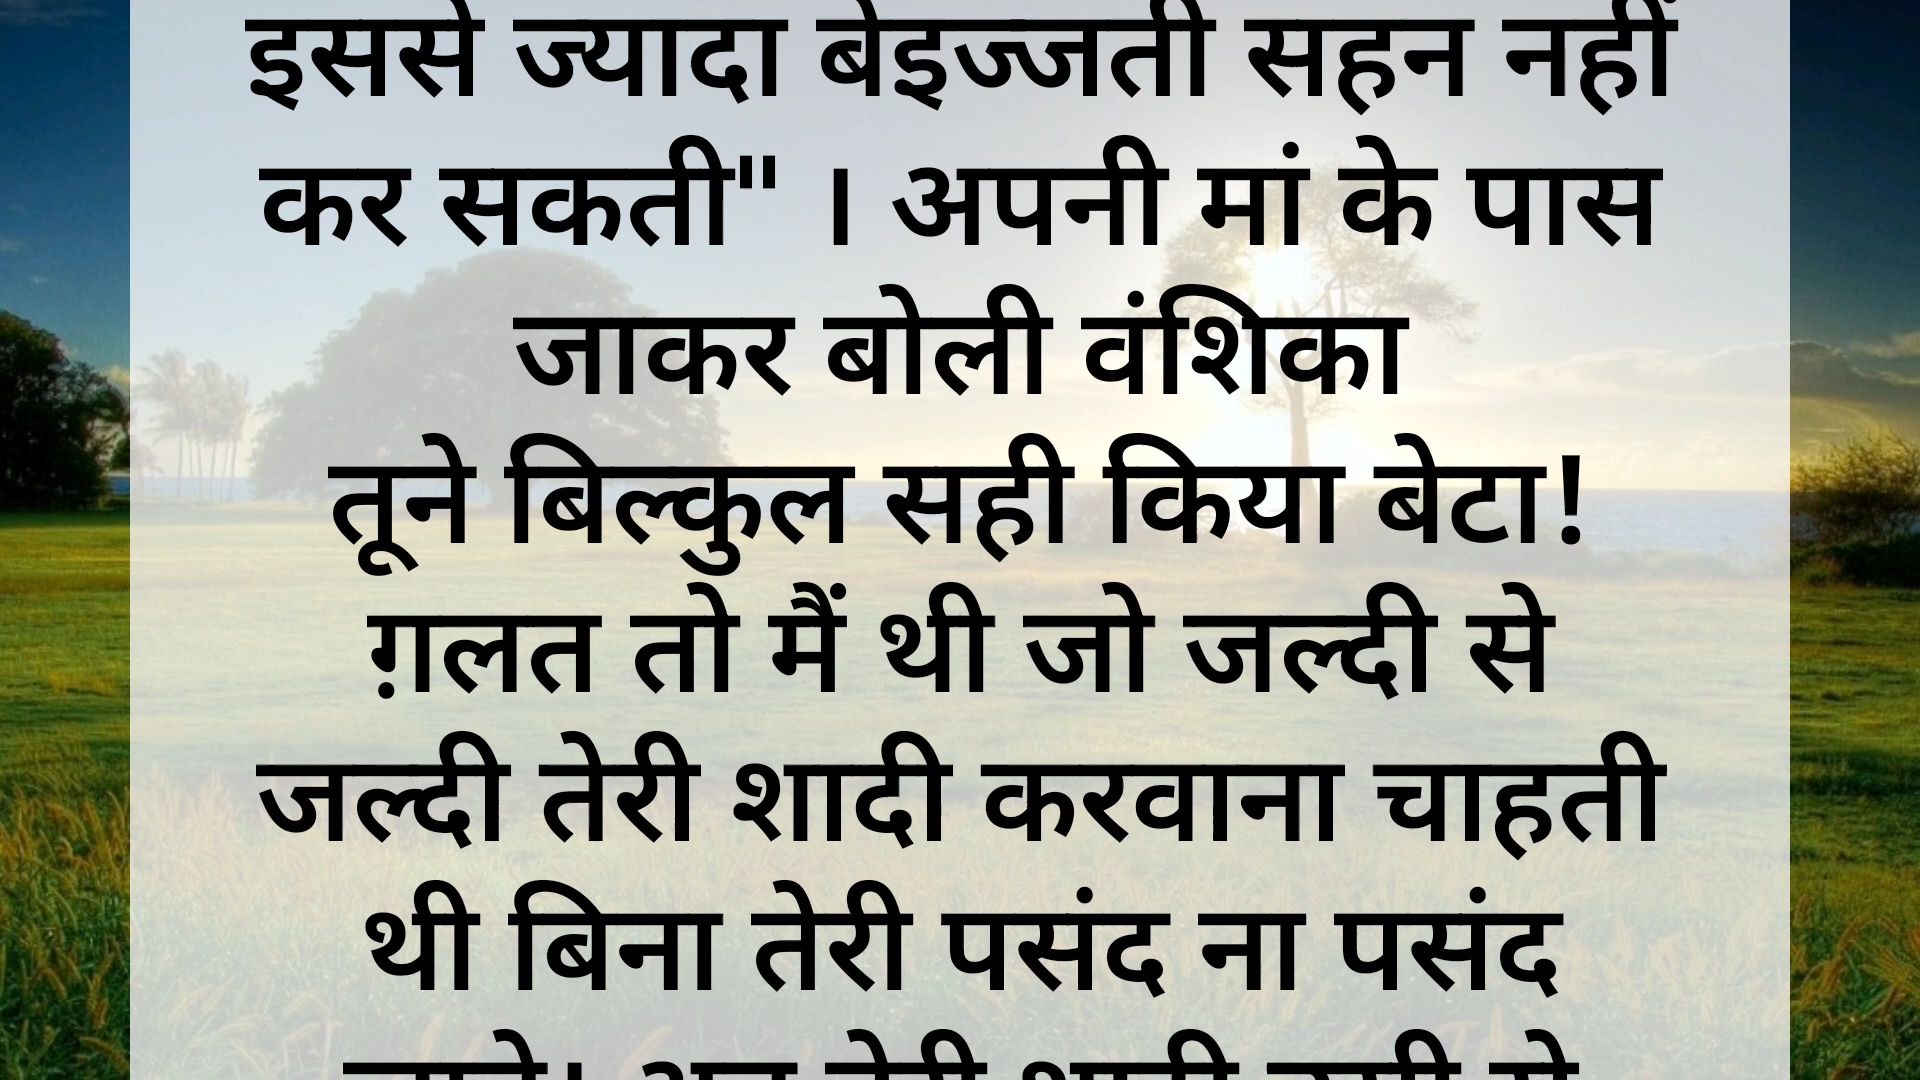 इससे ज्यादा बेइज्जती सहन नहीं
कर सकती" । अपनी मां के पास
जाकर बोली वंशिका
तूने बिल्कुल सही किया बेटा!
ग़लत तो मैं थी जो जल्दी से
जल्दी तेरी शादी करवाना चाहती
थी बिना तेरी पसंद ना पसंद